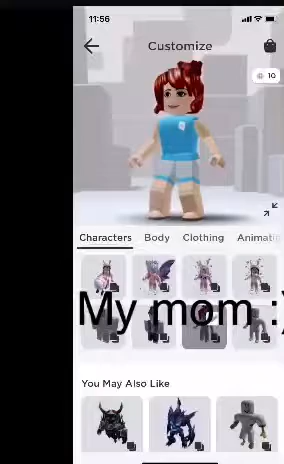 11:56
Customize
10
Characters Body Clothing Animati
My mom :)
You May Also Like